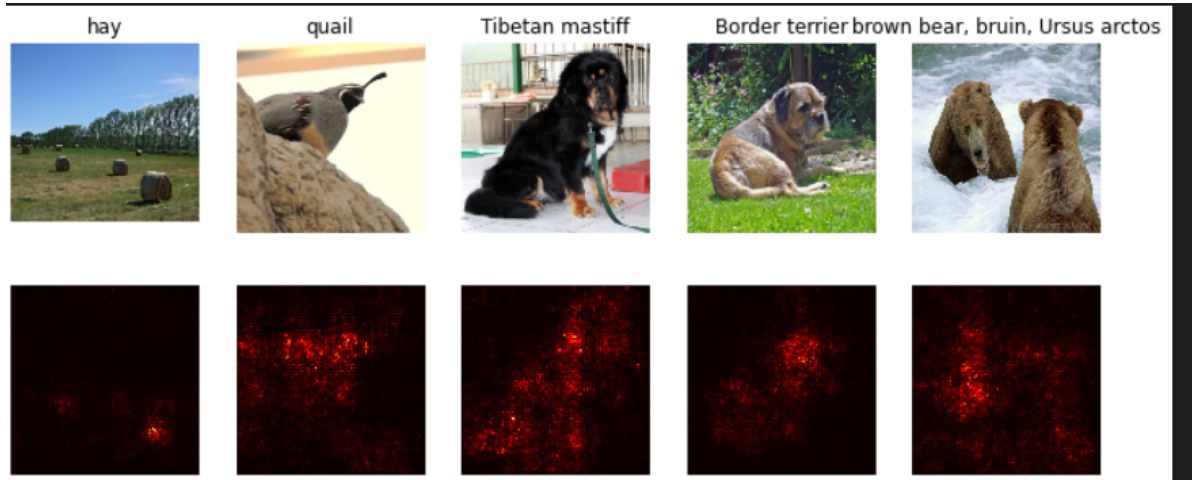 hay
quail
Tibetan mastiff
Border terrier
brown bear, bruin, Ursus arctos